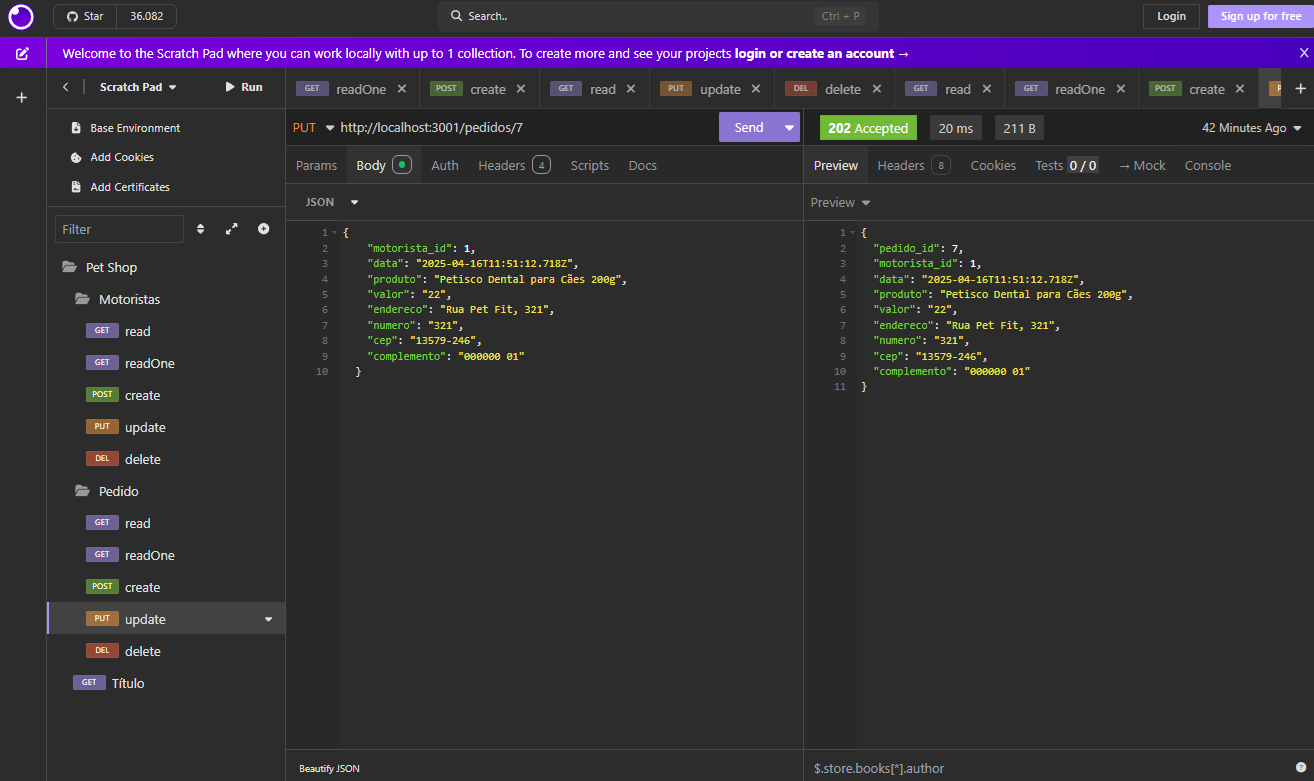 Star 36.082 Search.. Ctrl + P Login Sign up for free
Welcome to the Scratch Pad where you can work locally with up to 1 collection. To create more and see your projects login or create an account → X
Scratch Pad Run
Base Environment
Add Cookies
Add Certificates
Filter
Pet Shop
Motoristas
GET read
GET readOne
POST create
PUT update
DEL delete
Pedido
GET read
GET readOne
POST create
PUT update
DEL delete
GET Título
GET readOne POST create GET read PUT update DEL delete GET read GET readOne POST create
PUT http://localhost:3001/pedidos/7 Send
Params Body Auth Headers 4 Scripts Docs
JSON
1 {
2 "motorista_id": 1,
3 "data": "2025-04-16T11:51:12.718Z",
4 "produto": "Petisco Dental para Cães 200g",
5 "valor": "22",
6 "endereco": "Rua Pet Fit, 321",
7 "numero": "321",
8 "cep": "13579-246",
9 "complemento": "000000 01"
10 }
Beautify JSON
202 Accepted 20 ms 211 B 42 Minutes Ago
Preview Headers 8 Cookies Tests 0 / 0 → Mock Console
Preview
1 {
2 "pedido_id": 7,
3 "motorista_id": 1,
4 "data": "2025-04-16T11:51:12.718Z",
5 "produto": "Petisco Dental para Cães 200g",
6 "valor": "22",
7 "endereco": "Rua Pet Fit, 321",
8 "numero": "321",
9 "cep": "13579-246",
10 "complemento": "000000 01"
11 }
$.store.books[*].author